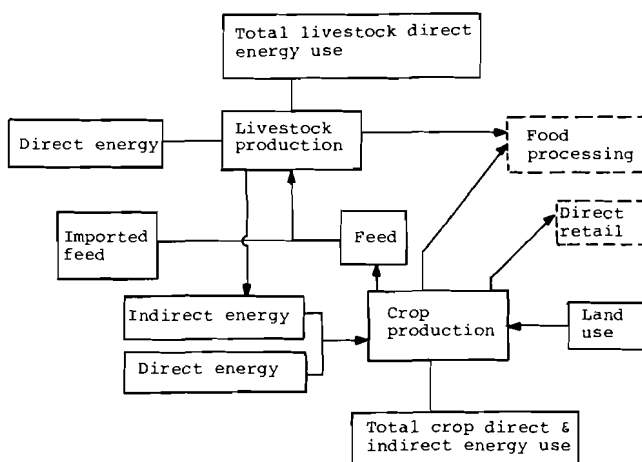 Total livestock direct
energy use
Direct energy
Livestock
production
Food
processing
Direct
retail
Imported
feed
Feed
Indirect energy
Direct energy
Crop
production
Land
use
Total crop direct &
indirect energy use